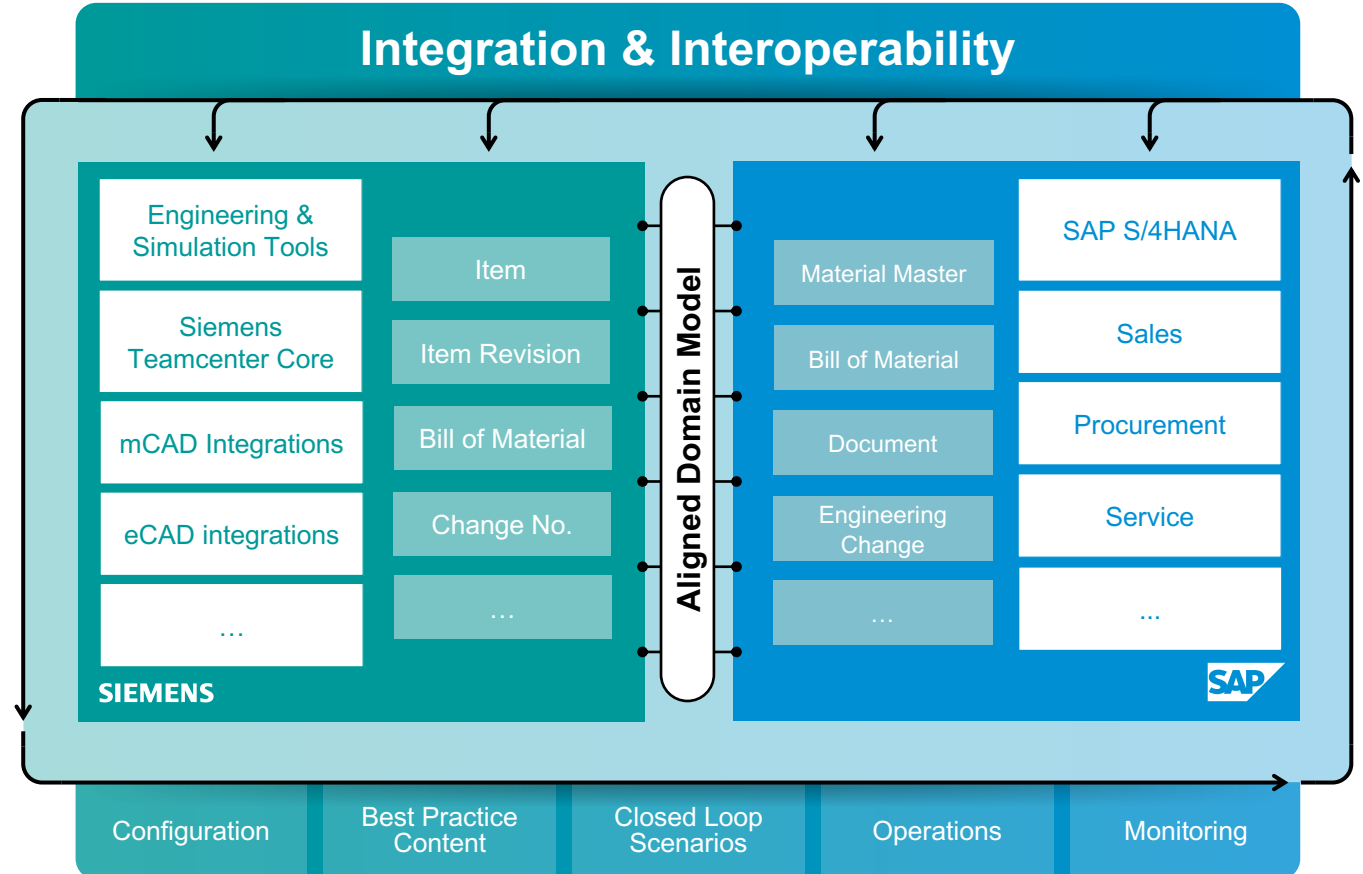 Integration & Interoperability
Engineering &
Simulation Tools
Siemens
Teamcenter Core
mCAD Integrations
eCAD integrations
…
SIEMENS
Item
Item Revision
Bill of Material
Change No.
…
Aligned Domain Model
Material Master
Bill of Material
Document
Engineering
Change
…
SAP S/4HANA
Sales
Procurement
Service
...
SAP
Configuration
Best Practice
Content
Closed Loop
Scenarios
Operations
Monitoring